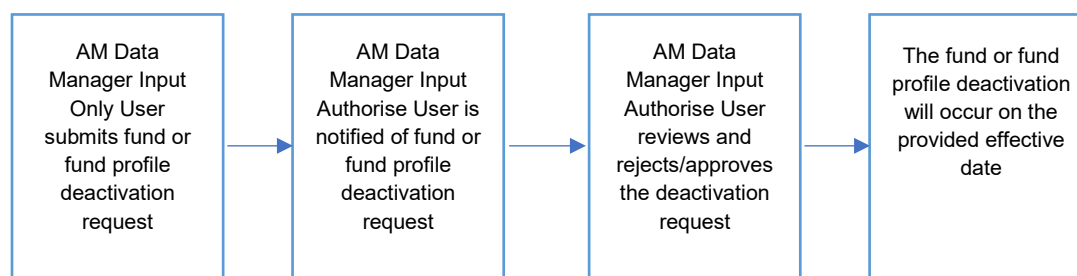 AM Data
Manager Input
Only User
submits fund or
fund profile
deactivation
request
AM Data
Manager Input
Authorise User is
notified of fund or
fund profile
deactivation
request
AM Data
Manager Input
Authorise User
reviews and
rejects/approves
the deactivation
request
The fund or fund
profile deactivation
will occur on the
provided effective
date